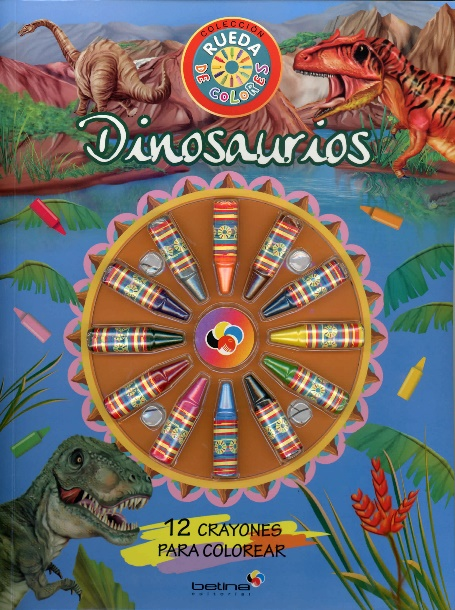 COLECCIÓN
RUEDA
DE COLORES
Dinosaurios
12 CRAYONES
PARA COLOREAR
betina
editorial